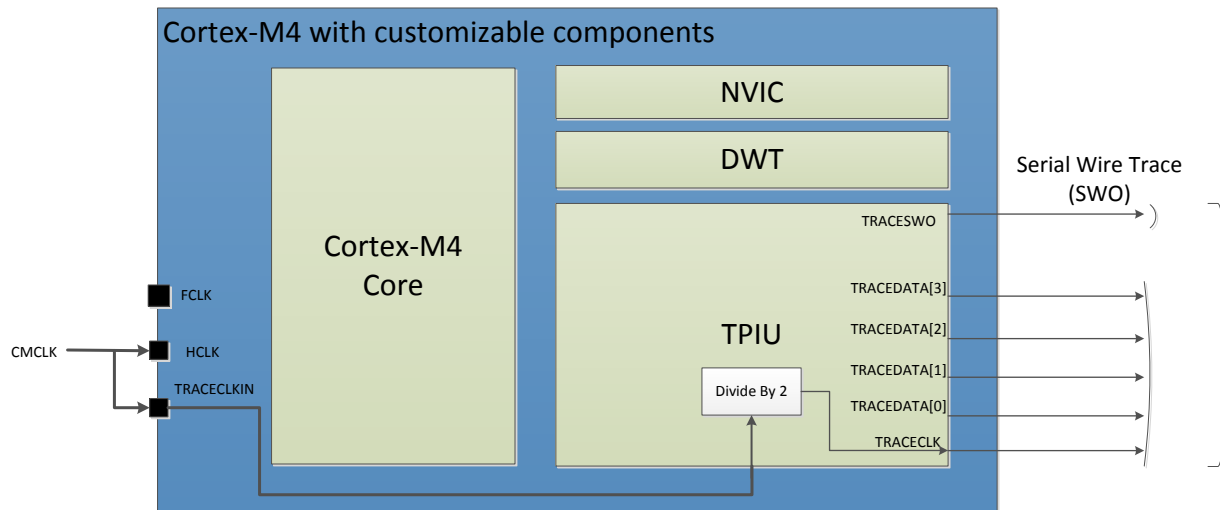 Cortex-M4 with customizable components
NVIC
DWT
Serial Wire Trace
(SWO)
TRACESWO
Cortex-M4
Core
FCLK
TRACEDATA[3]
TPIU
TRACEDATA[2]
CMCLK
HCLK
TRACEDATA[1]
TRACECLKIN
Divide By 2
TRACEDATA[0]
TRACECLK